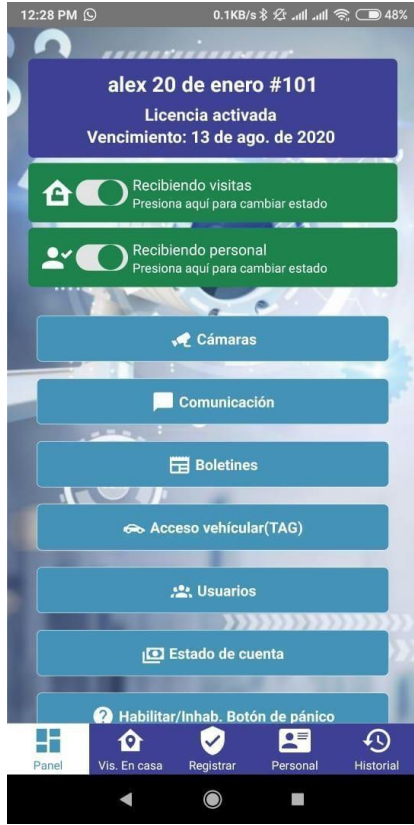 12:28 PM
0.1KB/s
48%
alex 20 de enero #101
Licencia activada
Vencimiento: 13 de ago. de 2020
Recibiendo visitas
Presiona aquí para cambiar estado
Recibiendo personal
Presiona aquí para cambiar estado
Cámaras
Comunicación
Boletines
Acceso vehícular(TAG)
Usuarios
Estado de cuenta
Habilitar/Inhab. Botón de pánico
Panel
Vis. En casa
Registrar
Personal
Historial